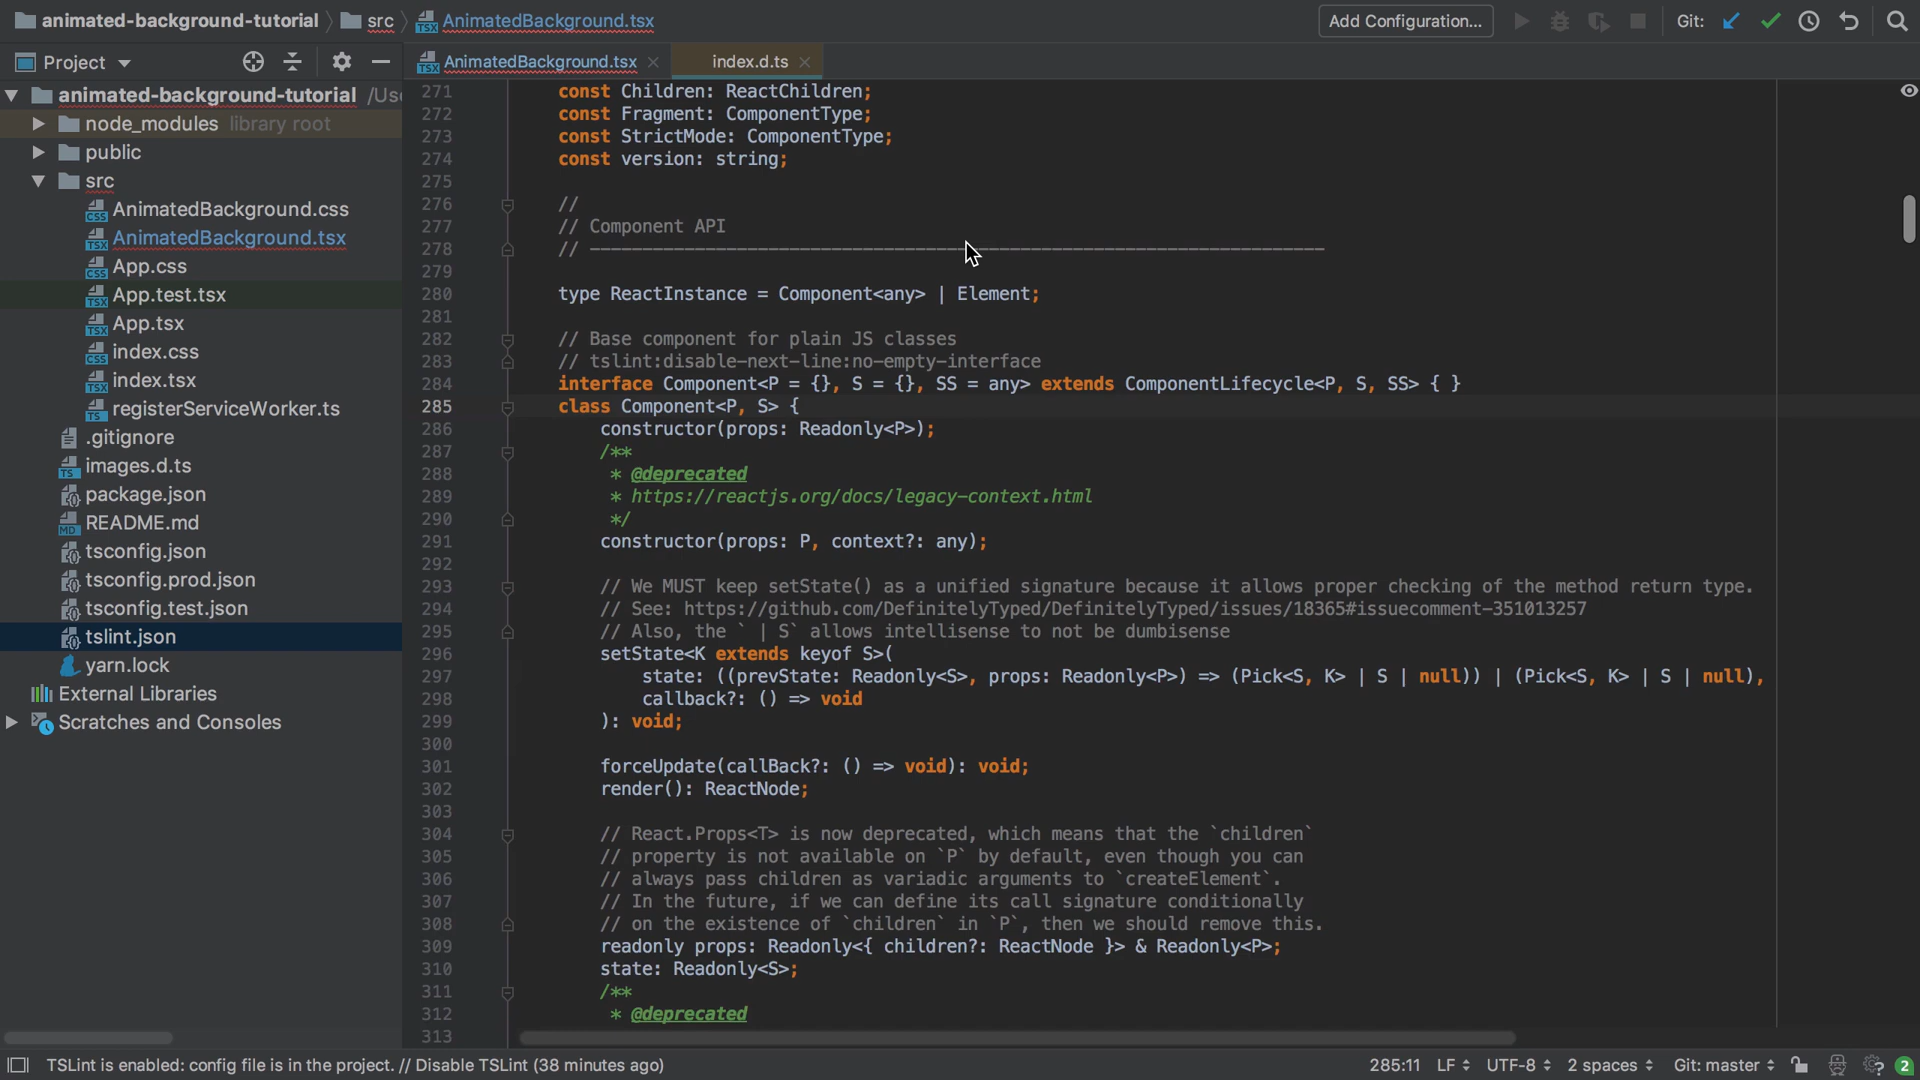 animated-background-tutorial src AnimatedBackground.tsx Add Configuration... Git:
Project
AnimatedBackground.tsx index.d.ts
animated-background-tutorial /Use
node_modules library root
public
src
AnimatedBackground.css
AnimatedBackground.tsx
App.css
App.test.tsx
App.tsx
index.css
index.tsx
registerServiceWorker.ts
.gitignore
images.d.ts
package.json
README.md
tsconfig.json
tsconfig.prod.json
tsconfig.test.json
tslint.json
yarn.lock
External Libraries
Scratches and Consoles
271 const Children: ReactChildren;
272 const Fragment: ComponentType;
273 const StrictMode: ComponentType;
274 const version: string;
275
276 //
277 // Component API
278 // ----------------------------------------------------------------------
279
280 type ReactInstance = Component<any> | Element;
281
282 // Base component for plain JS classes
283 // tslint:disable-next-line:no-empty-interface
284 interface Component<P = {}, S = {}, SS = any> extends ComponentLifecycle<P, S, SS> { }
285 class Component<P, S> {
286 constructor(props: Readonly<P>);
287 /**
288 * @deprecated
289 * https://reactjs.org/docs/legacy-context.html
290 */
291 constructor(props: P, context?: any);
292
293 // We MUST keep setState() as a unified signature because it allows proper checking of the method return type.
294 // See: https://github.com/DefinitelyTyped/DefinitelyTyped/issues/18365#issuecomment-351013257
295 // Also, the ` | S` allows intellisense to not be dumbisense
296 setState<K extends keyof S>(
297 state: ((prevState: Readonly<S>, props: Readonly<P>) => (Pick<S, K> | S | null)) | (Pick<S, K> | S | null),
298 callback?: () => void
299 ): void;
300
301 forceUpdate(callBack?: () => void): void;
302 render(): ReactNode;
303
304 // React.Props<T> is now deprecated, which means that the `children`
305 // property is not available on `P` by default, even though you can
306 // always pass children as variadic arguments to `createElement`.
307 // In the future, if we can define its call signature conditionally
308 // on the existence of `children` in `P`, then we should remove this.
309 readonly props: Readonly<{ children?: ReactNode }> & Readonly<P>;
310 state: Readonly<S>;
311 /**
312 * @deprecated
313
TSLint is enabled: config file is in the project. // Disable TSLint (38 minutes ago) 285:11 LF UTF-8 2 spaces Git: master 2